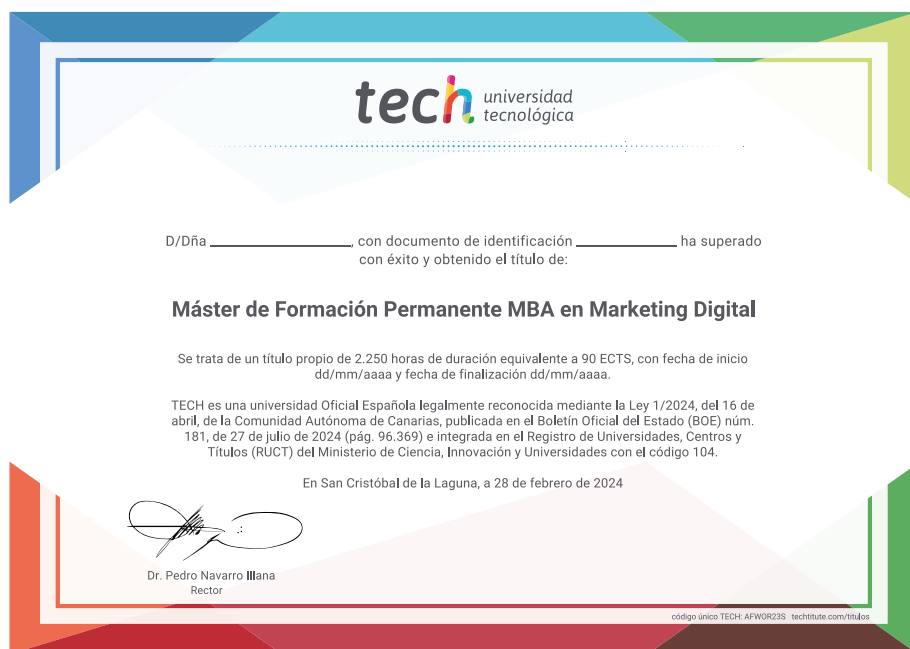 tech universidad
tecnológica
D/Dña ____________________, con documento de identificación ______________ ha superado
con éxito y obtenido el título de:
Máster de Formación Permanente MBA en Marketing Digital
Se trata de un título propio de 2.250 horas de duración equivalente a 90 ECTS, con fecha de inicio
dd/mm/aaaa y fecha de finalización dd/mm/aaaa.
TECH es una universidad Oficial Española legalmente reconocida mediante la Ley 1/2024, del 16 de
abril, de la Comunidad Autónoma de Canarias, publicada en el Boletín Oficial del Estado (BOE) núm.
181, de 27 de julio de 2024 (pág. 96.369) e integrada en el Registro de Universidades, Centros y
Títulos (RUCT) del Ministerio de Ciencia, Innovación y Universidades con el código 104.
En San Cristóbal de la Laguna, a 28 de febrero de 2024
Dr. Pedro Navarro Illana
Rector
código único TECH: AFWOR23S techtitute.com/titulos